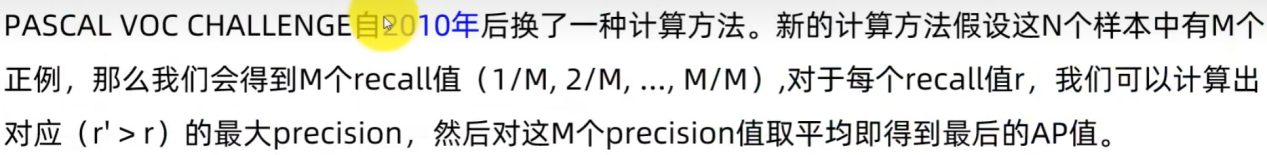 PASCAL VOC CHALLENGE自2010年后换了一种计算方法。新的计算方法假设这N个样本中有M个
正例，那么我们会得到M个recall值（1/M, 2/M, ..., M/M）,对于每个recall值r，我们可以计算出
对应（r' > r）的最大precision，然后对这M个precision值取平均即得到最后的AP值。